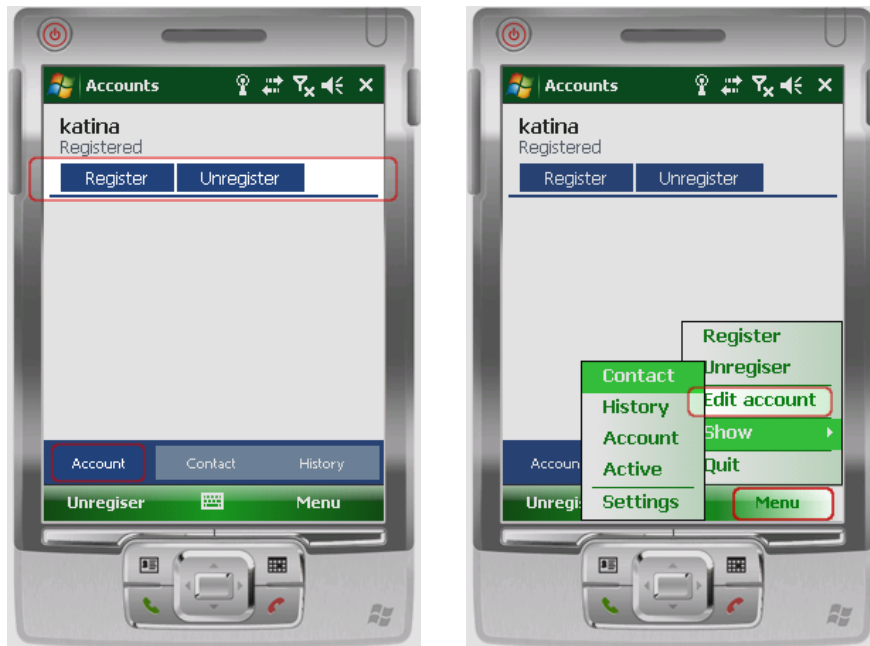 Accounts
katina
Registered
Register Unregister
Account Contact History
Unregiser Menu
Accounts
katina
Registered
Register Unregister
Register
Unregiser
Edit account
Show
Quit
Contact
History
Account
Active
Settings
Accoun
Unregi
Menu